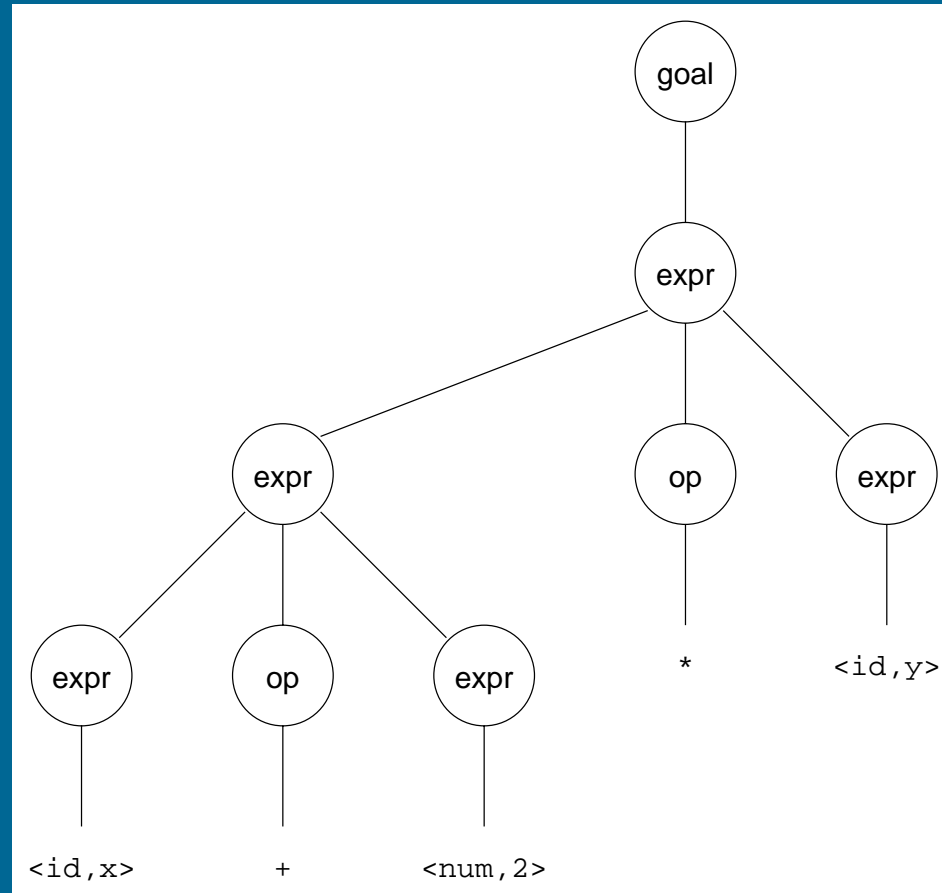 goal
expr
expr op expr
expr op expr * <id,y>
<id,x> + <num,2>